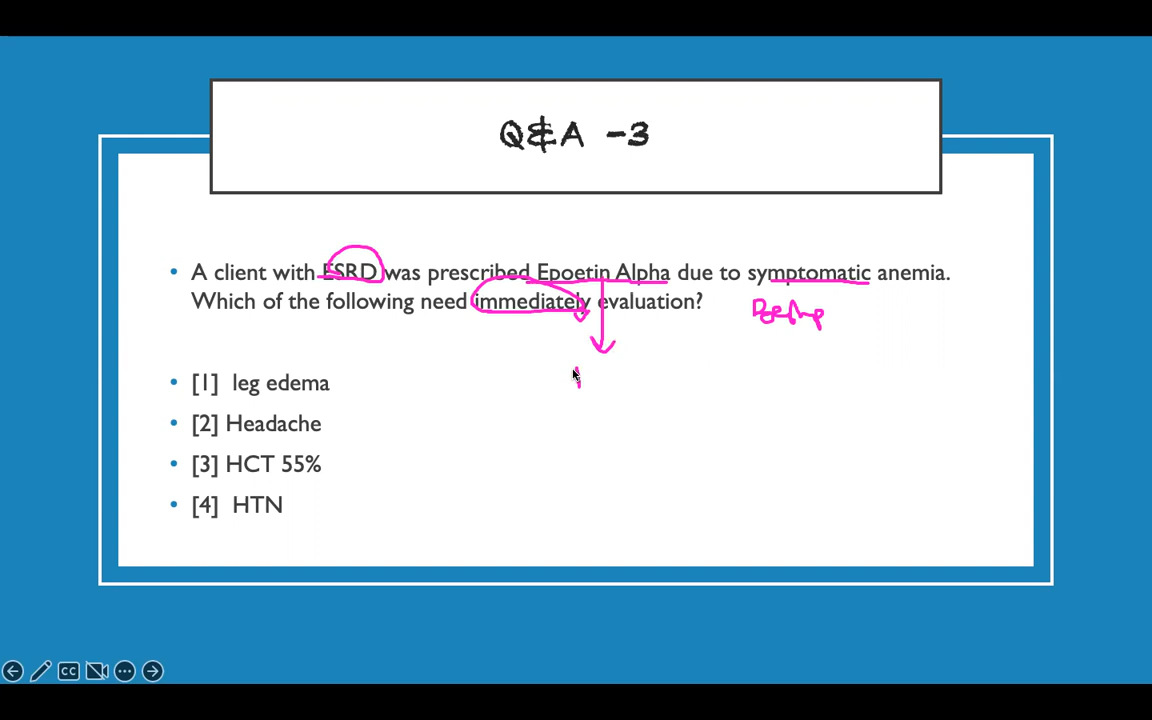 Q&A -3
• A client with ESRD was prescribed Epoetin Alpha due to symptomatic anemia.
Which of the following need immediately evaluation?
• [1] leg edema
• [2] Headache
• [3] HCT 55%
• [4] HTN
CC